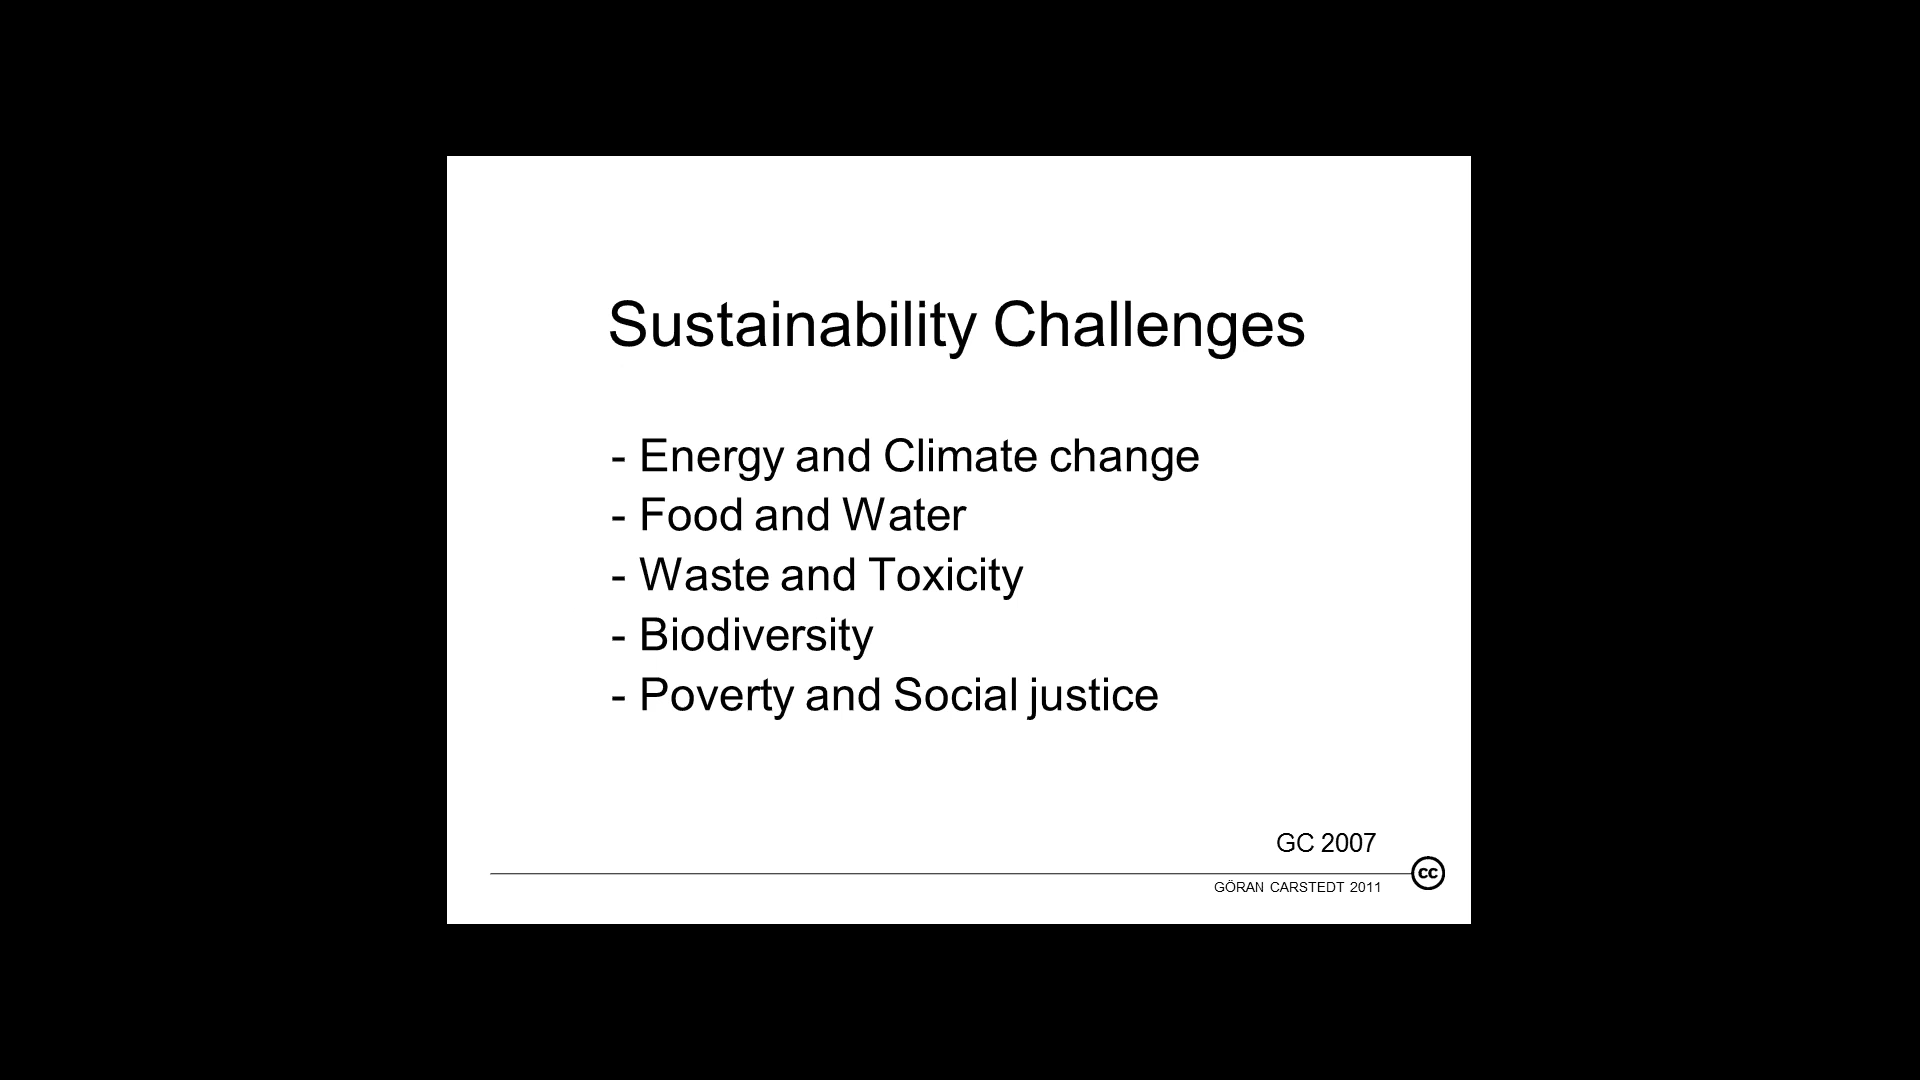 Sustainability Challenges
- Energy and Climate change
- Food and Water
- Waste and Toxicity
- Biodiversity
- Poverty and Social justice
GC 2007
cc
GÖRAN CARSTEDT 2011